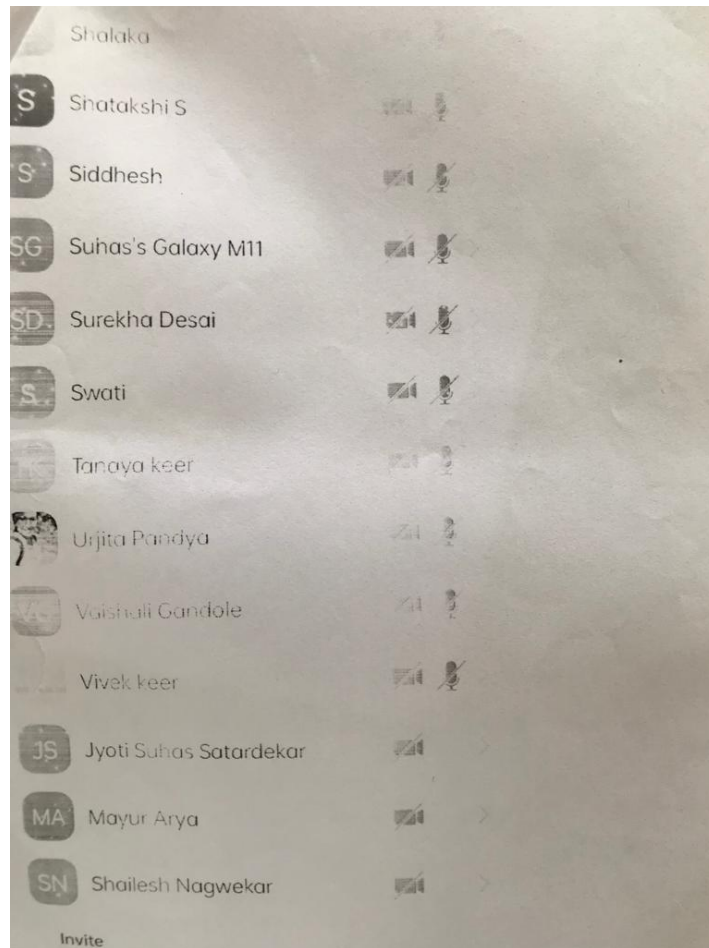 Shalaka
S Shatakshi S
S Siddhesh
SG Suhas's Galaxy M11
SD Surekha Desai
S Swati
TK Tanaya keer
Urjita Pandya
VG Vaishali Gandole
Vivek keer
JS Jyoti Suhas Satardekar
MA Mayur Arya
SN Shailesh Nagwekar
Invite